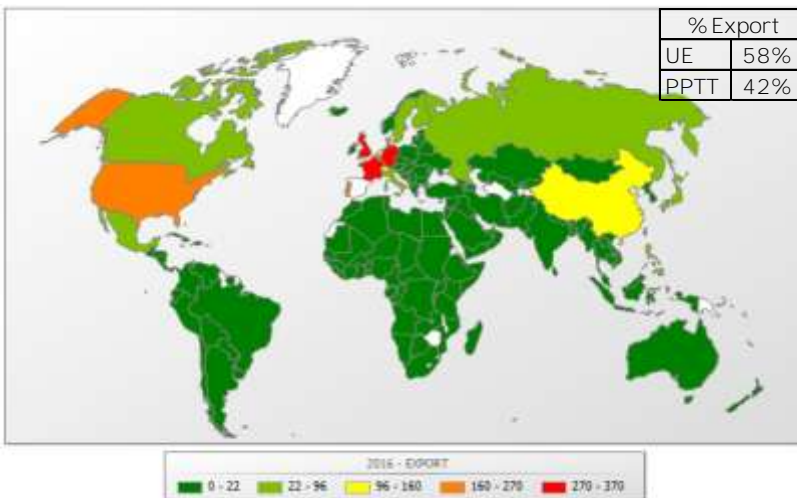 % Export
UE 58%
PPTT 42%
2016 - EXPORT
0 - 22 22 - 96 96 - 160 160 - 270 270 - 370